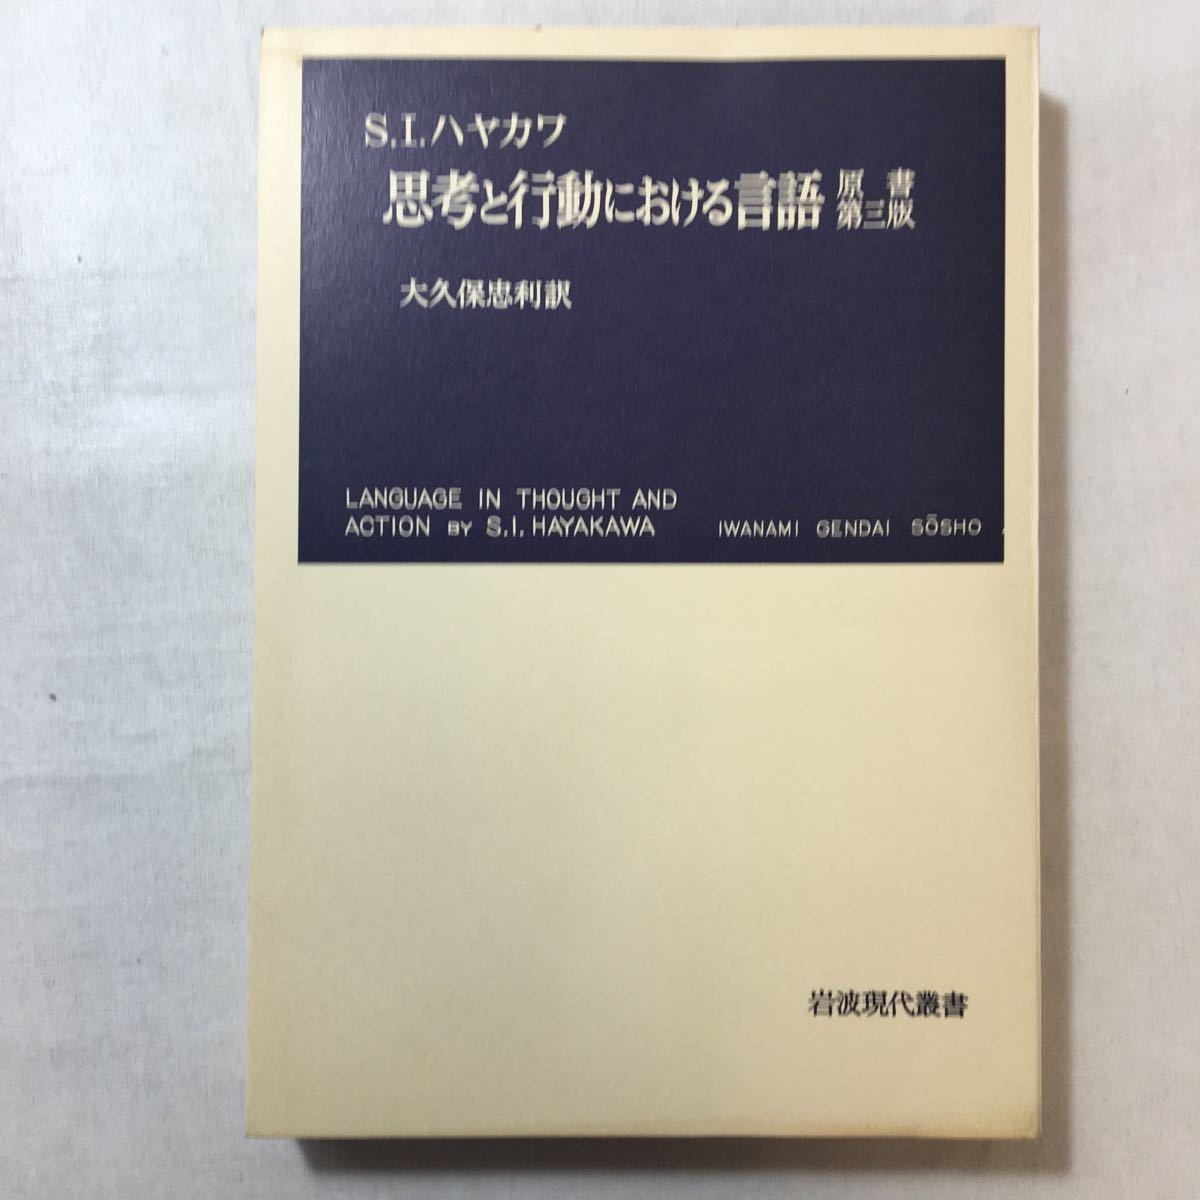 S.I.ハヤカワ
思考と行動における言語 原書第三版
大久保忠利訳
LANGUAGE IN THOUGHT AND
ACTION BY S.I. HAYAKAWA IWANAMI GENDAI SŌSHO
岩波現代叢書